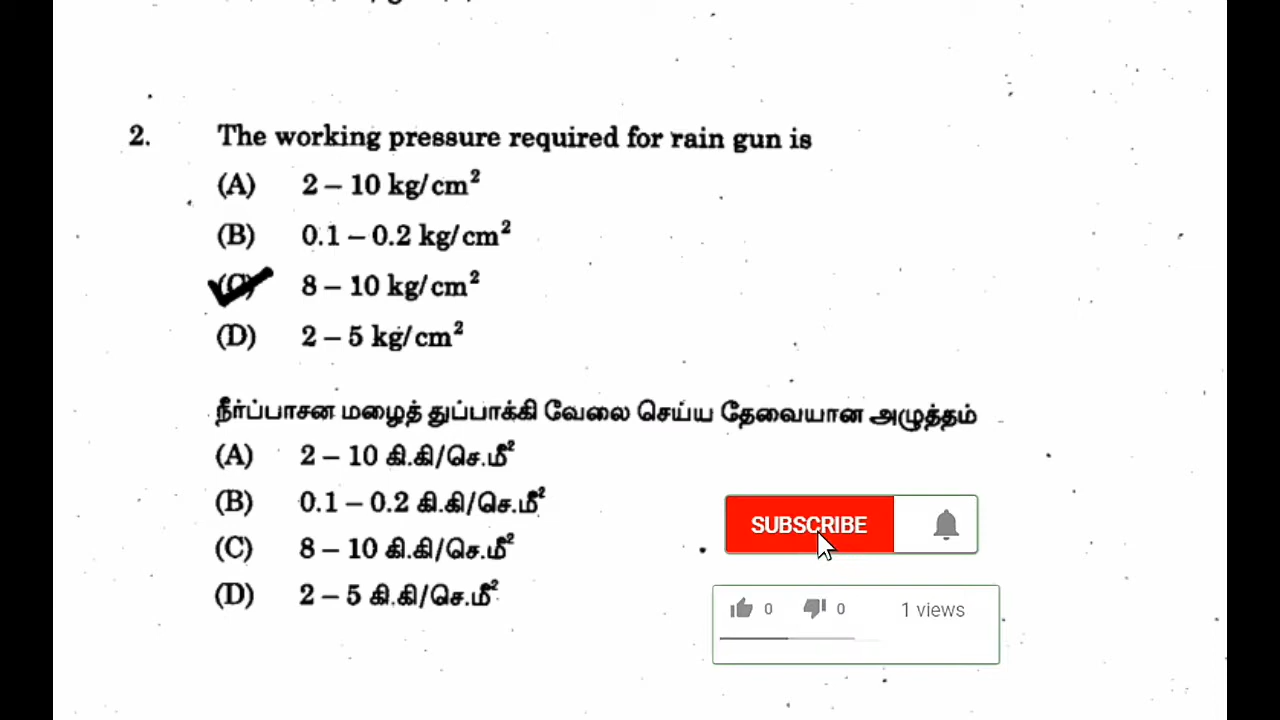 2. The working pressure required for rain gun is
(A) 2 – 10 kg/cm²
(B) 0.1 – 0.2 kg/cm²
(C) 8 – 10 kg/cm²
(D) 2 – 5 kg/cm²
நீர்ப்பாசன மழைத் துப்பாக்கி வேலை செய்ய தேவையான அழுத்தம்
(A) 2 – 10 கி.கி/செ.மீ²
(B) 0.1 – 0.2 கி.கி/செ.மீ²
(C) 8 – 10 கி.கி/செ.மீ²
(D) 2 – 5 கி.கி/செ.மீ²
SUBSCRIBE
0 0 1 views